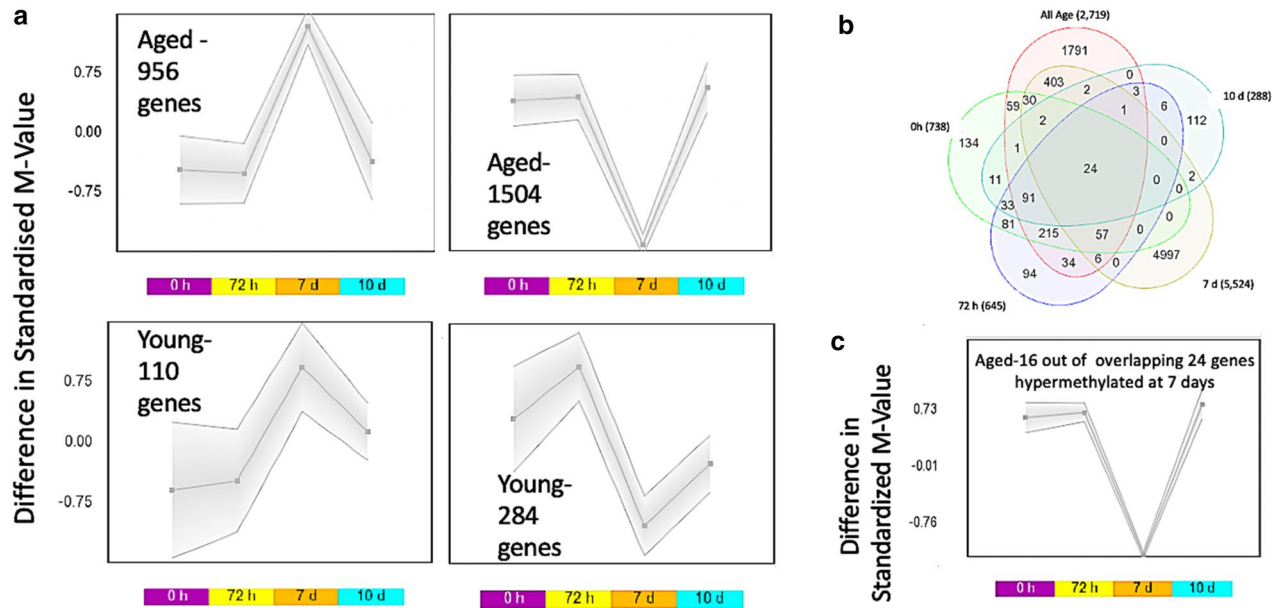 a
Difference in Standardised M-Value
0.75
0.00
-0.75
Aged -
956
genes
Aged-
1504
genes
0 h 72 h 7 d 10 d
0 h 72 h 7 d 10 d
0.75
0.00
-0.75
Young-
110
genes
Young-
284
genes
0 h 72 h 7 d 10 d
0 h 72 h 7 d 10 d
b
All Age (2,719)
10 d (288)
0h (738)
72 h (645)
7 d (5,524)
1791
0
403
2
3
59
30
1
6
112
2
134
1
0
24
11
0
2
0
33
91
0
81
215
57
0
4997
34
6
0
94
c
Difference in
Standardized M-Value
Aged-16 out of overlapping 24 genes
hypermethylated at 7 days
0.73
-0.01
-0.76
0 h 72 h 7 d 10 d